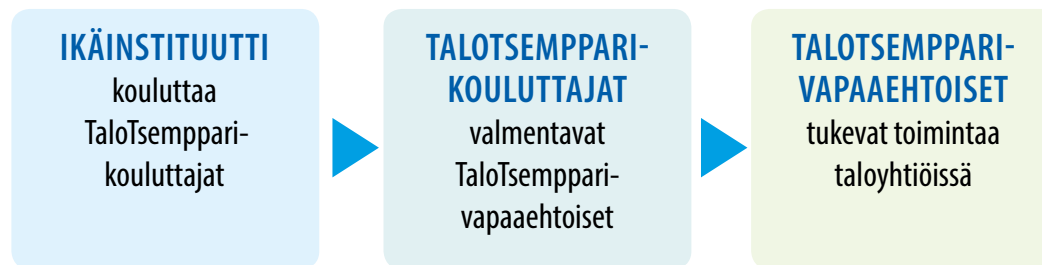 IKÄINSTITUUTTI
kouluttaa
TaloTsemppari-
kouluttajat
TALOTSEMPPARI-
KOULUTTAJAT
valmentavat
TaloTsemppari-
vapaaehtoiset
TALOTSEMPPARI-
VAPAAEHTOISET
tukevat toimintaa
taloyhtiöissä